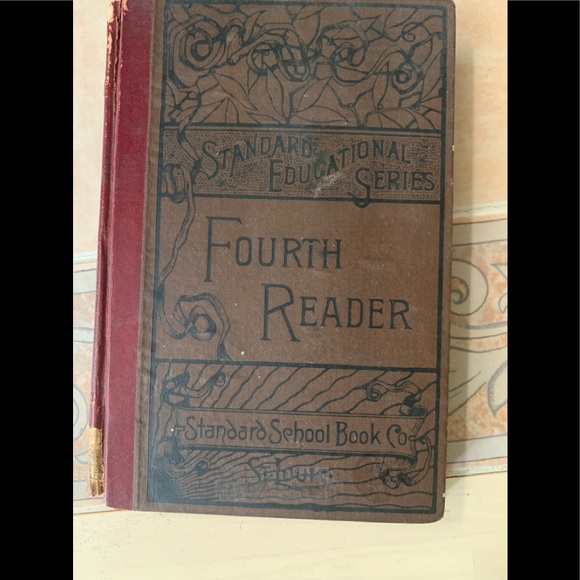 Standard
Educational
Series
Fourth
Reader
Standard School Book Co
St. Louis.